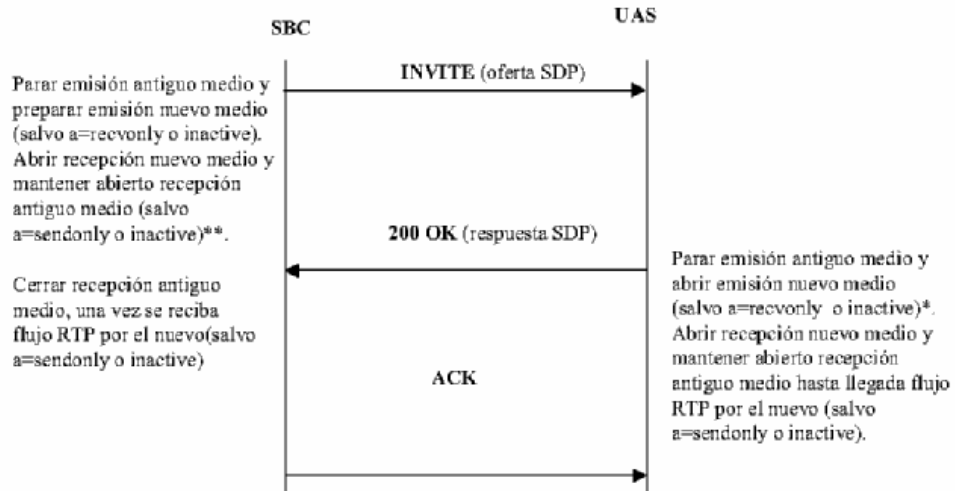 SBC
UAS
INVITE (oferta SDP)
Parar emisión antiguo medio y
preparar emisión nuevo medio
(salvo a=recvonly o inactive).
Abrir recepción nuevo medio y
mantener abierto recepción
antiguo medio (salvo
a=sendonly o inactive)**.
200 OK (respuesta SDP)
Cerrar recepción antiguo
medio, una vez se reciba
flujo RTP por el nuevo(salvo
a=sendonly o inactive)
Parar emisión antiguo medio y
abrir emisión nuevo medio
(salvo a=recvonly o inactive)*.
Abrir recepción nuevo medio y
mantener abierto recepción
antiguo medio hasta llegada flujo
RTP por el nuevo (salvo
a=sendonly o inactive).
ACK